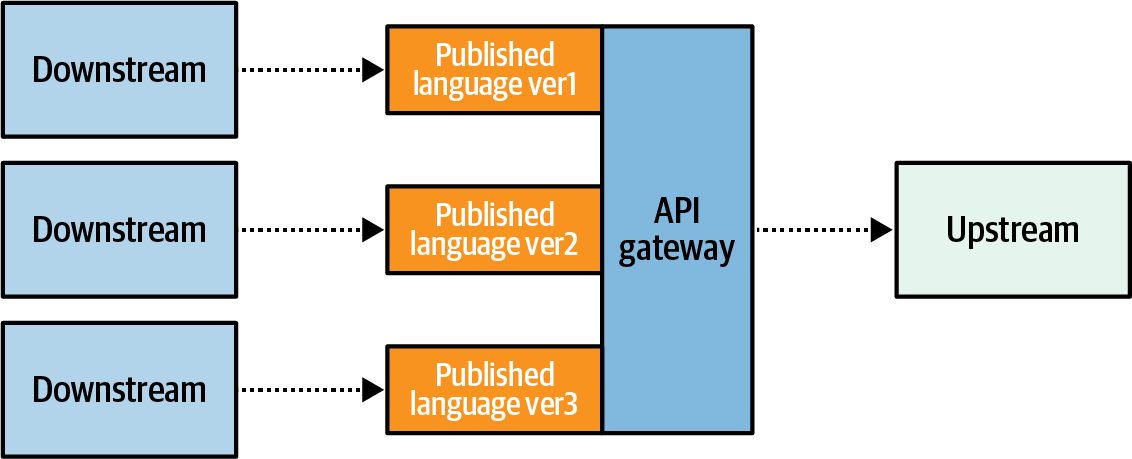 Downstream
Published
language ver1
Downstream
Published
language ver2
API
gateway
Upstream
Downstream
Published
language ver3